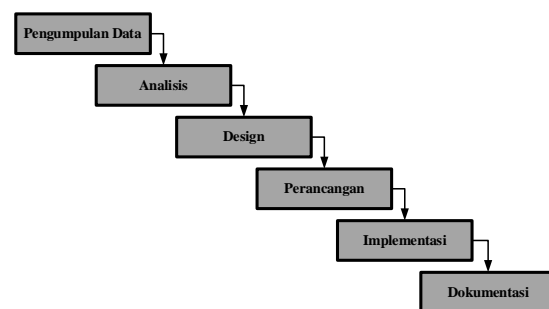 Pengumpulan Data
Analisis
Design
Perancangan
Implementasi
Dokumentasi